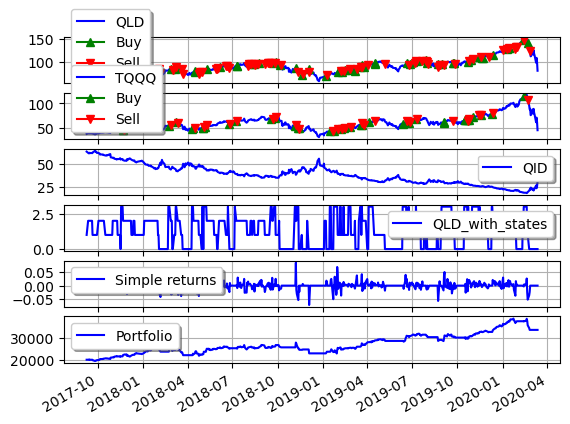 QLD
Buy
Sell
150
100
TQQQ
Buy
Sell
100
50
QID
50
25
QLD_with_states
2.5
0.0
Simple returns
0.05
0.00
−0.05
Portfolio
30000
20000
2017-10
2018-01
2018-04
2018-07
2018-10
2019-01
2019-04
2019-07
2019-10
2020-01
2020-04